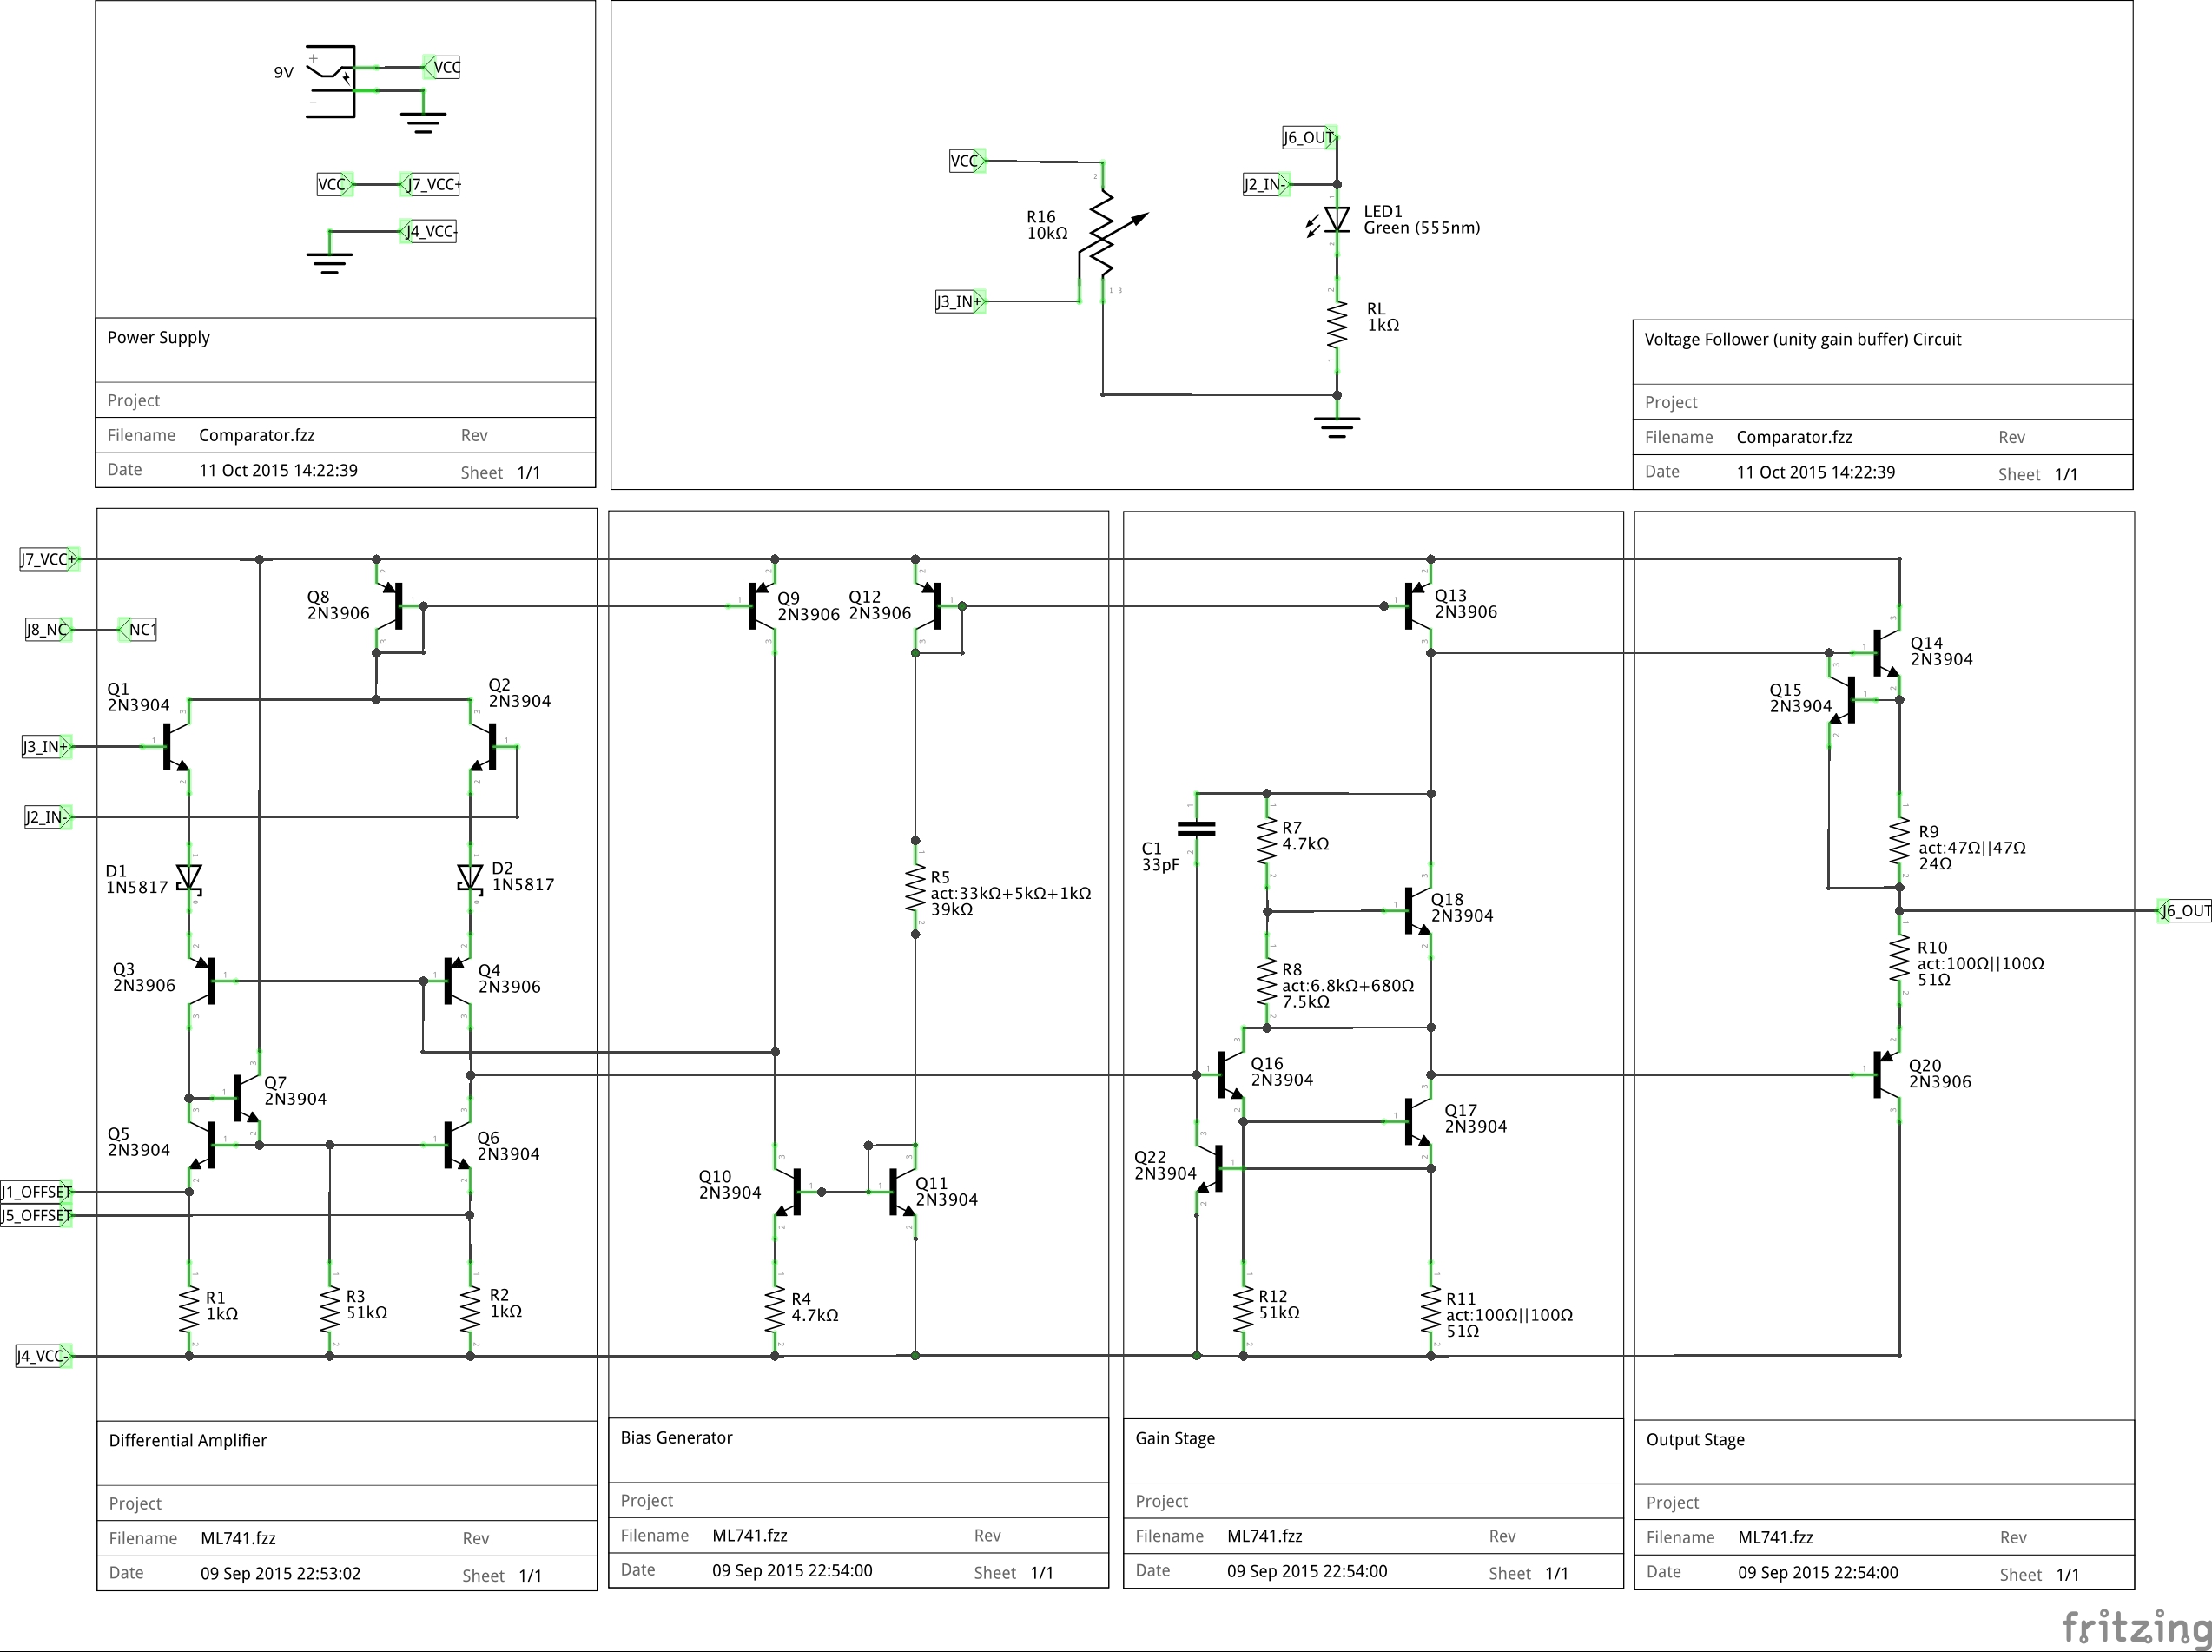 9V
+
−
VCC
VCC
J7_VCC+
J4_VCC-
Power Supply
Project
Filename Comparator.fzz Rev
Date 11 Oct 2015 14:22:39 Sheet 1/1
J6_OUT
VCC
J2_IN-
R16
10kΩ
LED1
Green (555nm)
J3_IN+
RL
1kΩ
Voltage Follower (unity gain buffer) Circuit
Project
Filename Comparator.fzz Rev
Date 11 Oct 2015 14:22:39 Sheet 1/1
J7_VCC+
J8_NC
NC1
J3_IN+
J2_IN-
J1_OFFSET
J5_OFFSET
J4_VCC-
Q8
2N3906
Q1
2N3904
Q2
2N3904
D1
1N5817
D2
1N5817
Q3
2N3906
Q4
2N3906
Q7
2N3904
Q5
2N3904
Q6
2N3904
R1
1kΩ
R3
51kΩ
R2
1kΩ
Differential Amplifier
Project
Filename ML741.fzz Rev
Date 09 Sep 2015 22:53:02 Sheet 1/1
Q9
2N3906
Q12
2N3906
R5
act:33kΩ+5kΩ+1kΩ
39kΩ
Q10
2N3904
Q11
2N3904
R4
4.7kΩ
Bias Generator
Project
Filename ML741.fzz Rev
Date 09 Sep 2015 22:54:00 Sheet 1/1
Q13
2N3906
C1
33pF
R7
4.7kΩ
Q18
2N3904
R8
act:6.8kΩ+680Ω
7.5kΩ
Q16
2N3904
Q17
2N3904
Q22
2N3904
R12
51kΩ
R11
act:100Ω||100Ω
51Ω
Gain Stage
Project
Filename ML741.fzz Rev
Date 09 Sep 2015 22:54:00 Sheet 1/1
Q14
2N3904
Q15
2N3904
R9
act:47Ω||47Ω
24Ω
J6_OUT
R10
act:100Ω||100Ω
51Ω
Q20
2N3906
Output Stage
Project
Filename ML741.fzz Rev
Date 09 Sep 2015 22:54:00 Sheet 1/1
fritzing